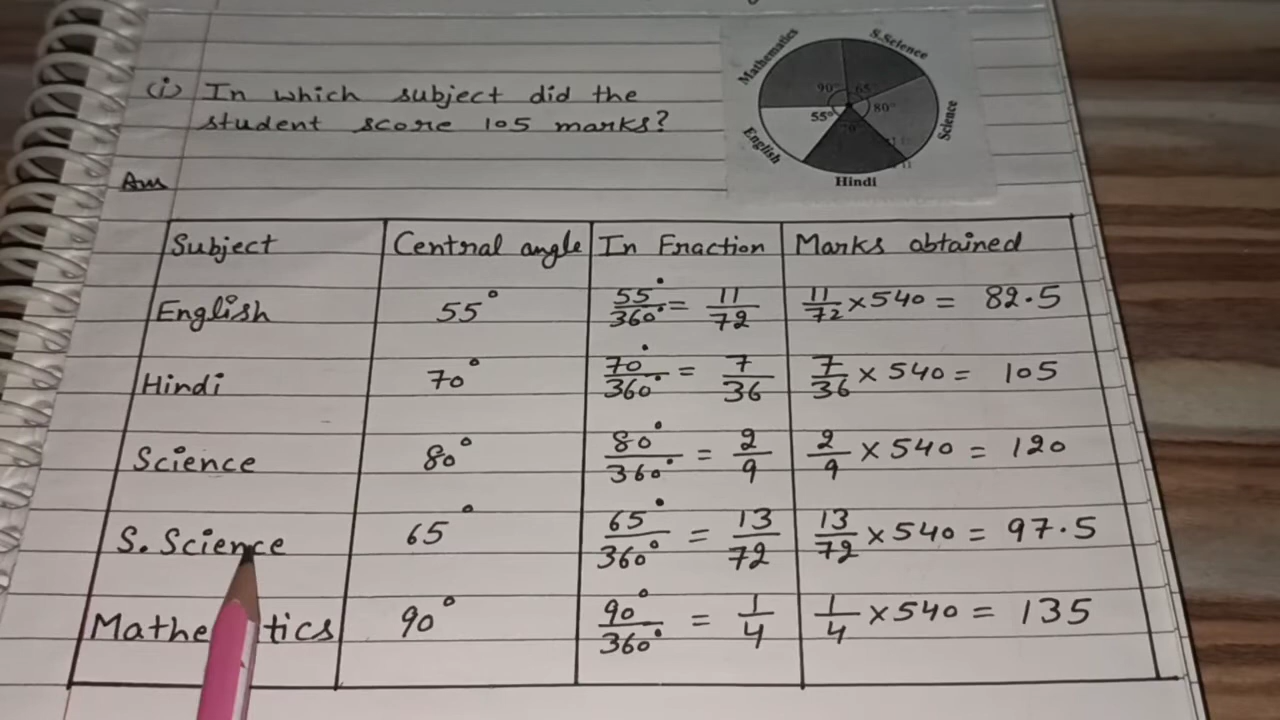 (i) In which subject did the
student score 105 marks?
Mathematics
S.Science
90°
65
80°
55°
70°
Science
English
Hindi
Ans
Subject Central angle In Fraction Marks obtained
English 55° 55°/360° = 11/72 11/72 × 540 = 82.5
Hindi 70° 70°/360° = 7/36 7/36 × 540 = 105
Science 80° 80°/360° = 2/9 2/9 × 540 = 120
S. Science 65° 65°/360° = 13/72 13/72 × 540 = 97.5
Mathe tics 90° 90°/360° = 1/4 1/4 × 540 = 135